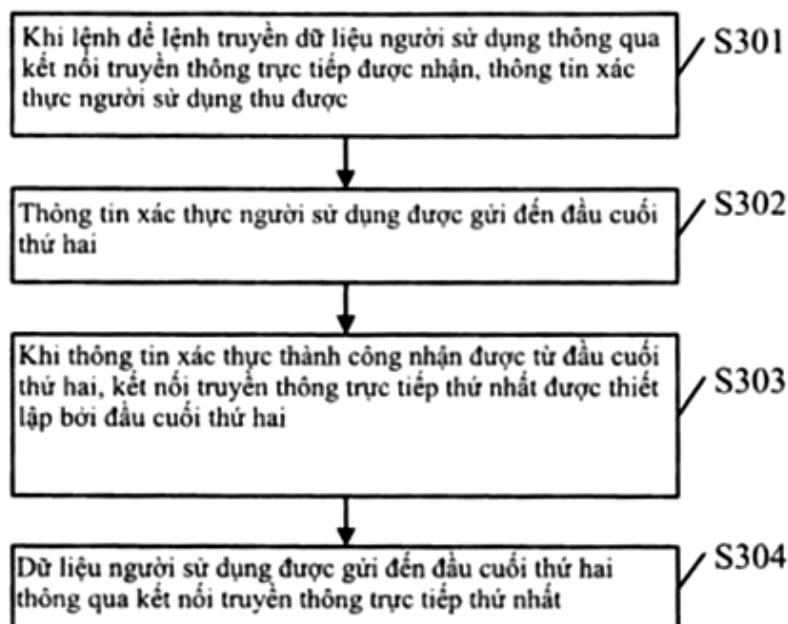 Khi lệnh để lệnh truyền dữ liệu người sử dụng thông qua
kết nối truyền thông trực tiếp được nhận, thông tin xác
thực người sử dụng thu được
S301
Thông tin xác thực người sử dụng được gửi đến đầu cuối
thứ hai
S302
Khi thông tin xác thực thành công nhận được từ đầu cuối
thứ hai, kết nối truyền thông trực tiếp thứ nhất được thiết
lập bởi đầu cuối thứ hai
S303
Dữ liệu người sử dụng được gửi đến đầu cuối thứ hai
thông qua kết nối truyền thông trực tiếp thứ nhất
S304